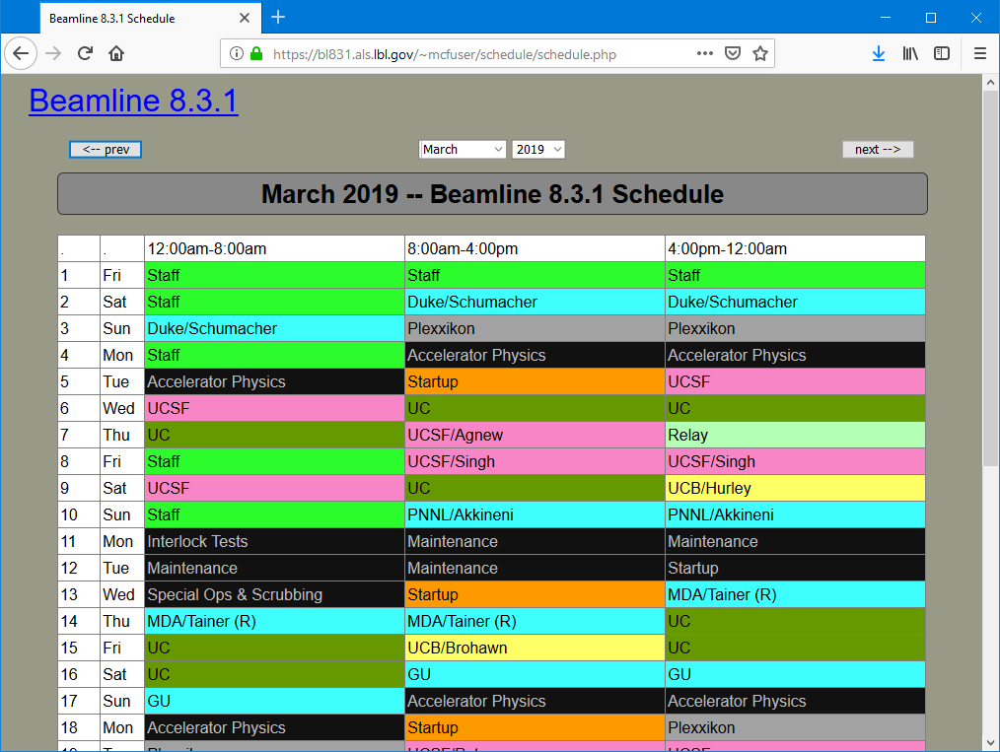 Beamline 8.3.1 Schedule
https://bl831.als.lbl.gov/~mcfuser/schedule/schedule.php
Beamline 8.3.1
<-- prev March 2019 next -->
March 2019 -- Beamline 8.3.1 Schedule
. . 12:00am-8:00am 8:00am-4:00pm 4:00pm-12:00am
1 Fri Staff Staff Staff
2 Sat Staff Duke/Schumacher Duke/Schumacher
3 Sun Duke/Schumacher Plexxikon Plexxikon
4 Mon Staff Accelerator Physics Accelerator Physics
5 Tue Accelerator Physics Startup UCSF
6 Wed UCSF UC UC
7 Thu UC UCSF/Agnew Relay
8 Fri Staff UCSF/Singh UCSF/Singh
9 Sat UCSF UC UCB/Hurley
10 Sun Staff PNNL/Akkineni PNNL/Akkineni
11 Mon Interlock Tests Maintenance Maintenance
12 Tue Maintenance Maintenance Startup
13 Wed Special Ops & Scrubbing Startup MDA/Tainer (R)
14 Thu MDA/Tainer (R) MDA/Tainer (R) UC
15 Fri UC UCB/Brohawn UC
16 Sat UC GU GU
17 Sun GU Accelerator Physics Accelerator Physics
18 Mon Accelerator Physics Startup Plexxikon